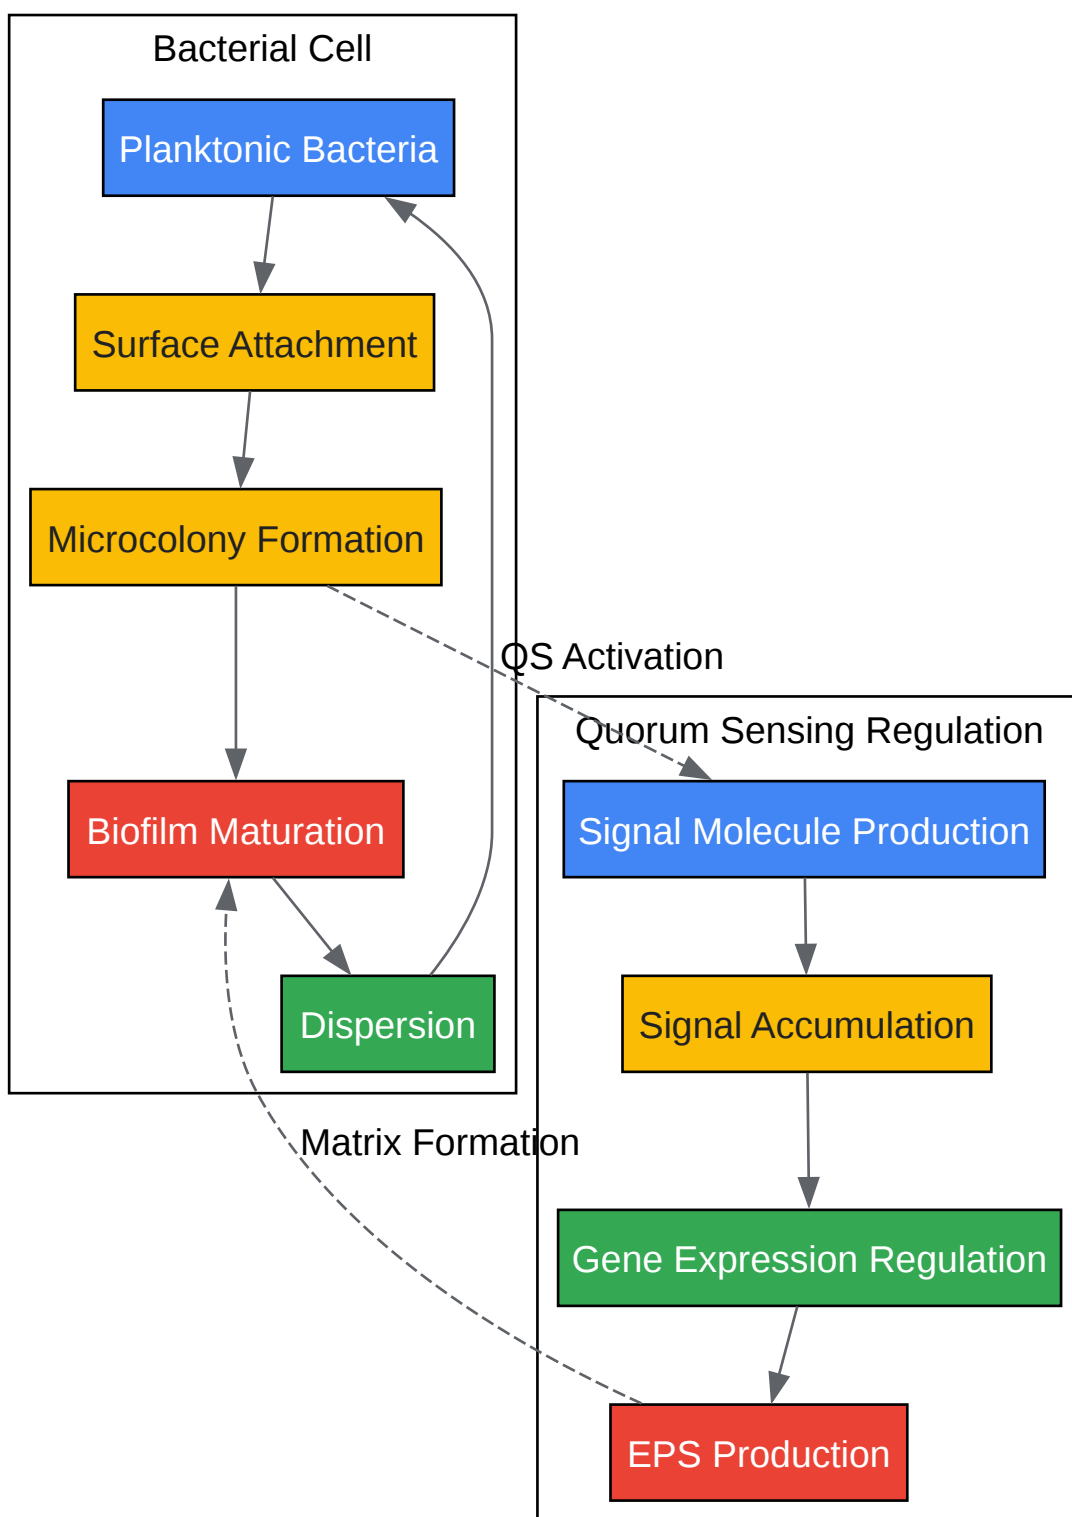 Bacterial Cell
Planktonic Bacteria
Surface Attachment
Microcolony Formation
QS Activation
Quorum Sensing Regulation
Biofilm Maturation
Signal Molecule Production
Dispersion
Signal Accumulation
Matrix Formation
Gene Expression Regulation
EPS Production